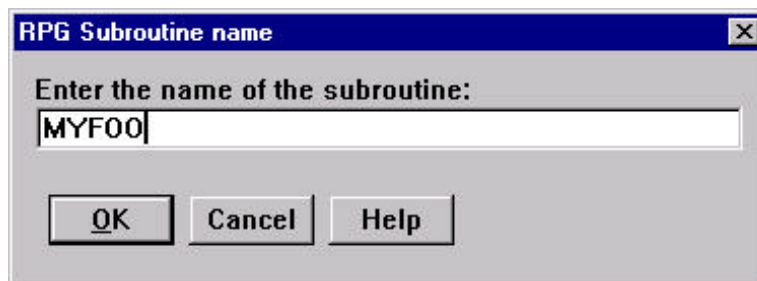 RPG Subroutine name
Enter the name of the subroutine:
MYFOO
OK Cancel Help